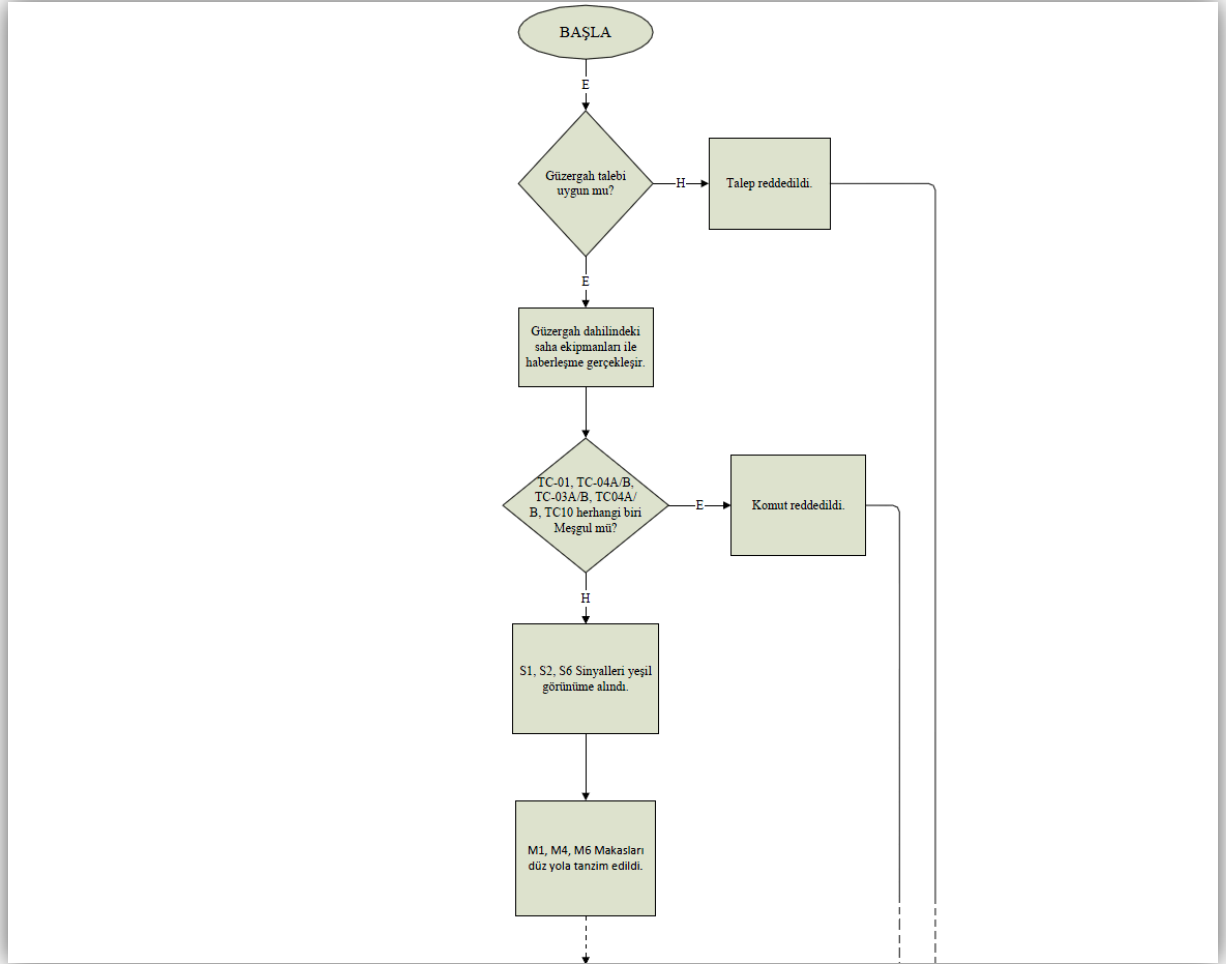 BAŞLA
E
Güzergah talebi
uygun mu?
H
Talep reddedildi.
E
Güzergah dahilindeki
saha ekipmanları ile
haberleşme gerçekleşir.
TC-01, TC-04A/B,
TC-03A/B, TC04A/
B, TC10 herhangi biri
Meşgul mü?
E
Komut reddedildi.
H
S1, S2, S6 Sinyalleri yeşil
görünüme alındı.
M1, M4, M6 Makasları
düz yola tanzim edildi.